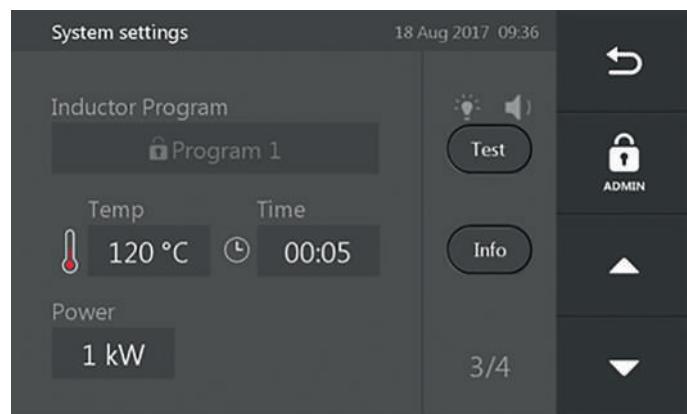 System settings
18 Aug 2017 09:36
Inductor Program
Program 1
Test
ADMIN
Temp
Time
120 °C
00:05
Info
Power
1 kW
3/4